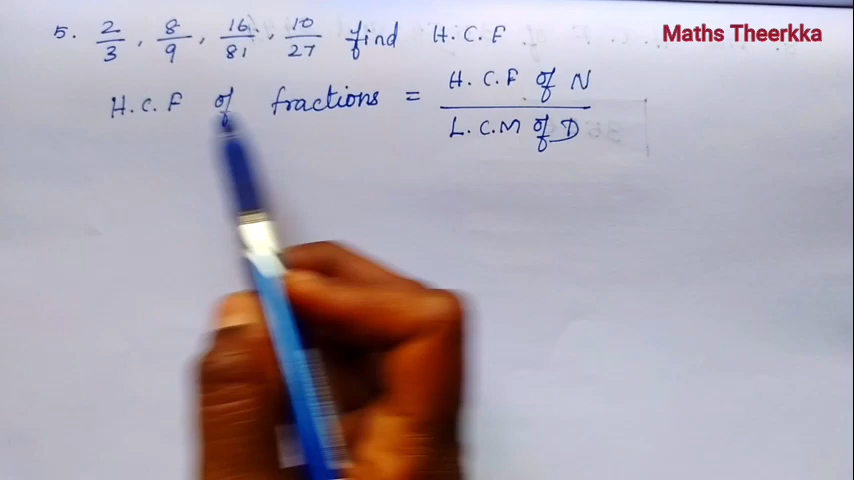 Maths Theerkka
5. 2/3, 8/9, 16/81, 10/27 find H.C.F
H.C.F of fractions = H.C.F of N / L.C.M of D